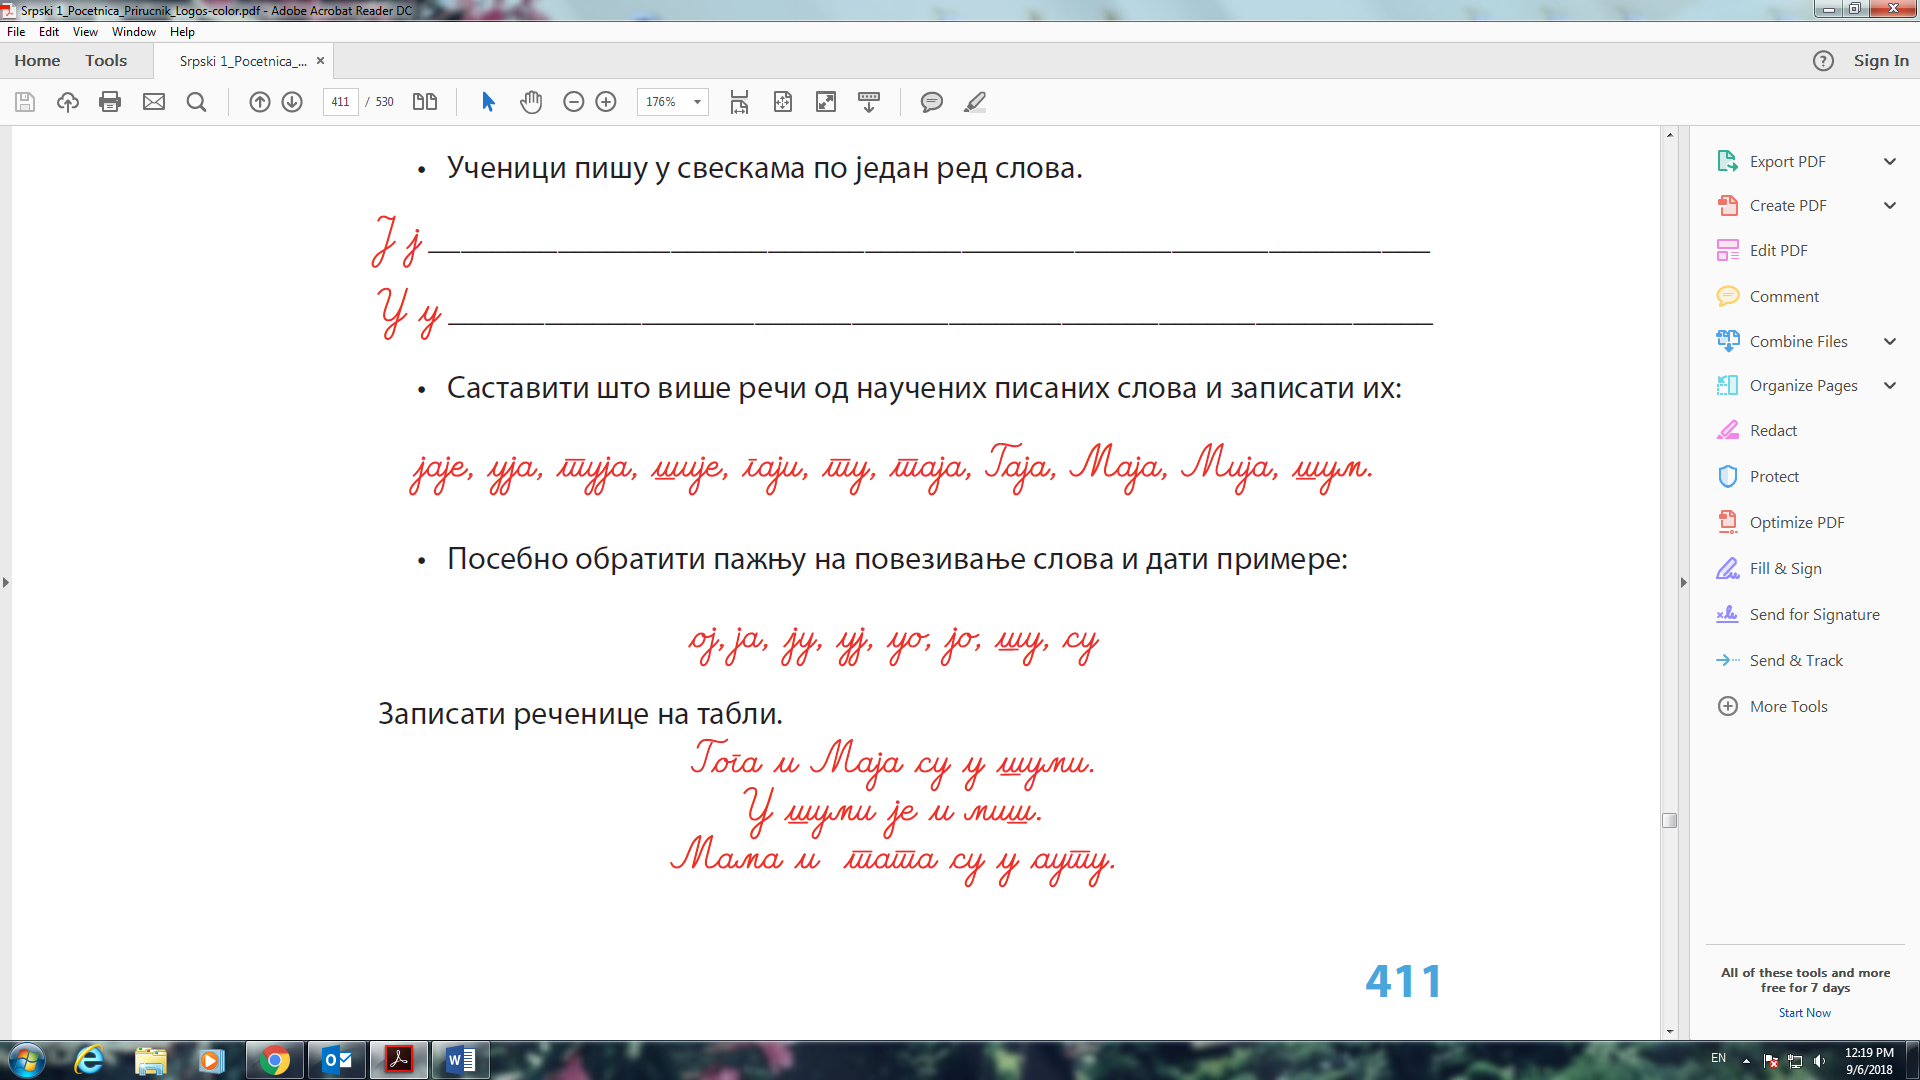 Srpski 1_Pocetnica_Prirucnik_Logos-color.pdf - Adobe Acrobat Reader DC
File Edit View Window Help
Home Tools Srpski 1_Pocetnica_... × Sign In
411 / 530 176%
• Ученици пишу у свескама по један ред слова.
Ј ј
У у
• Саставити што више речи од научених писаних слова и записати их:
јаје, уја, туја, шије, гаји, ту, таја, Гаја, Маја, Мија, шум.
• Посебно обратити пажњу на повезивање слова и дати примере:
ој, ја, ју, уј, уо, јо, шу, су
Записати реченице на табли.
Гога и Маја су у шуми.
У шуми је и миш.
Мама и тата су у ауту.
411
Export PDF
Create PDF
Edit PDF
Comment
Combine Files
Organize Pages
Redact
Protect
Optimize PDF
Fill & Sign
Send for Signature
Send & Track
More Tools
All of these tools and more
free for 7 days
Start Now
EN
12:19 PM
9/6/2018